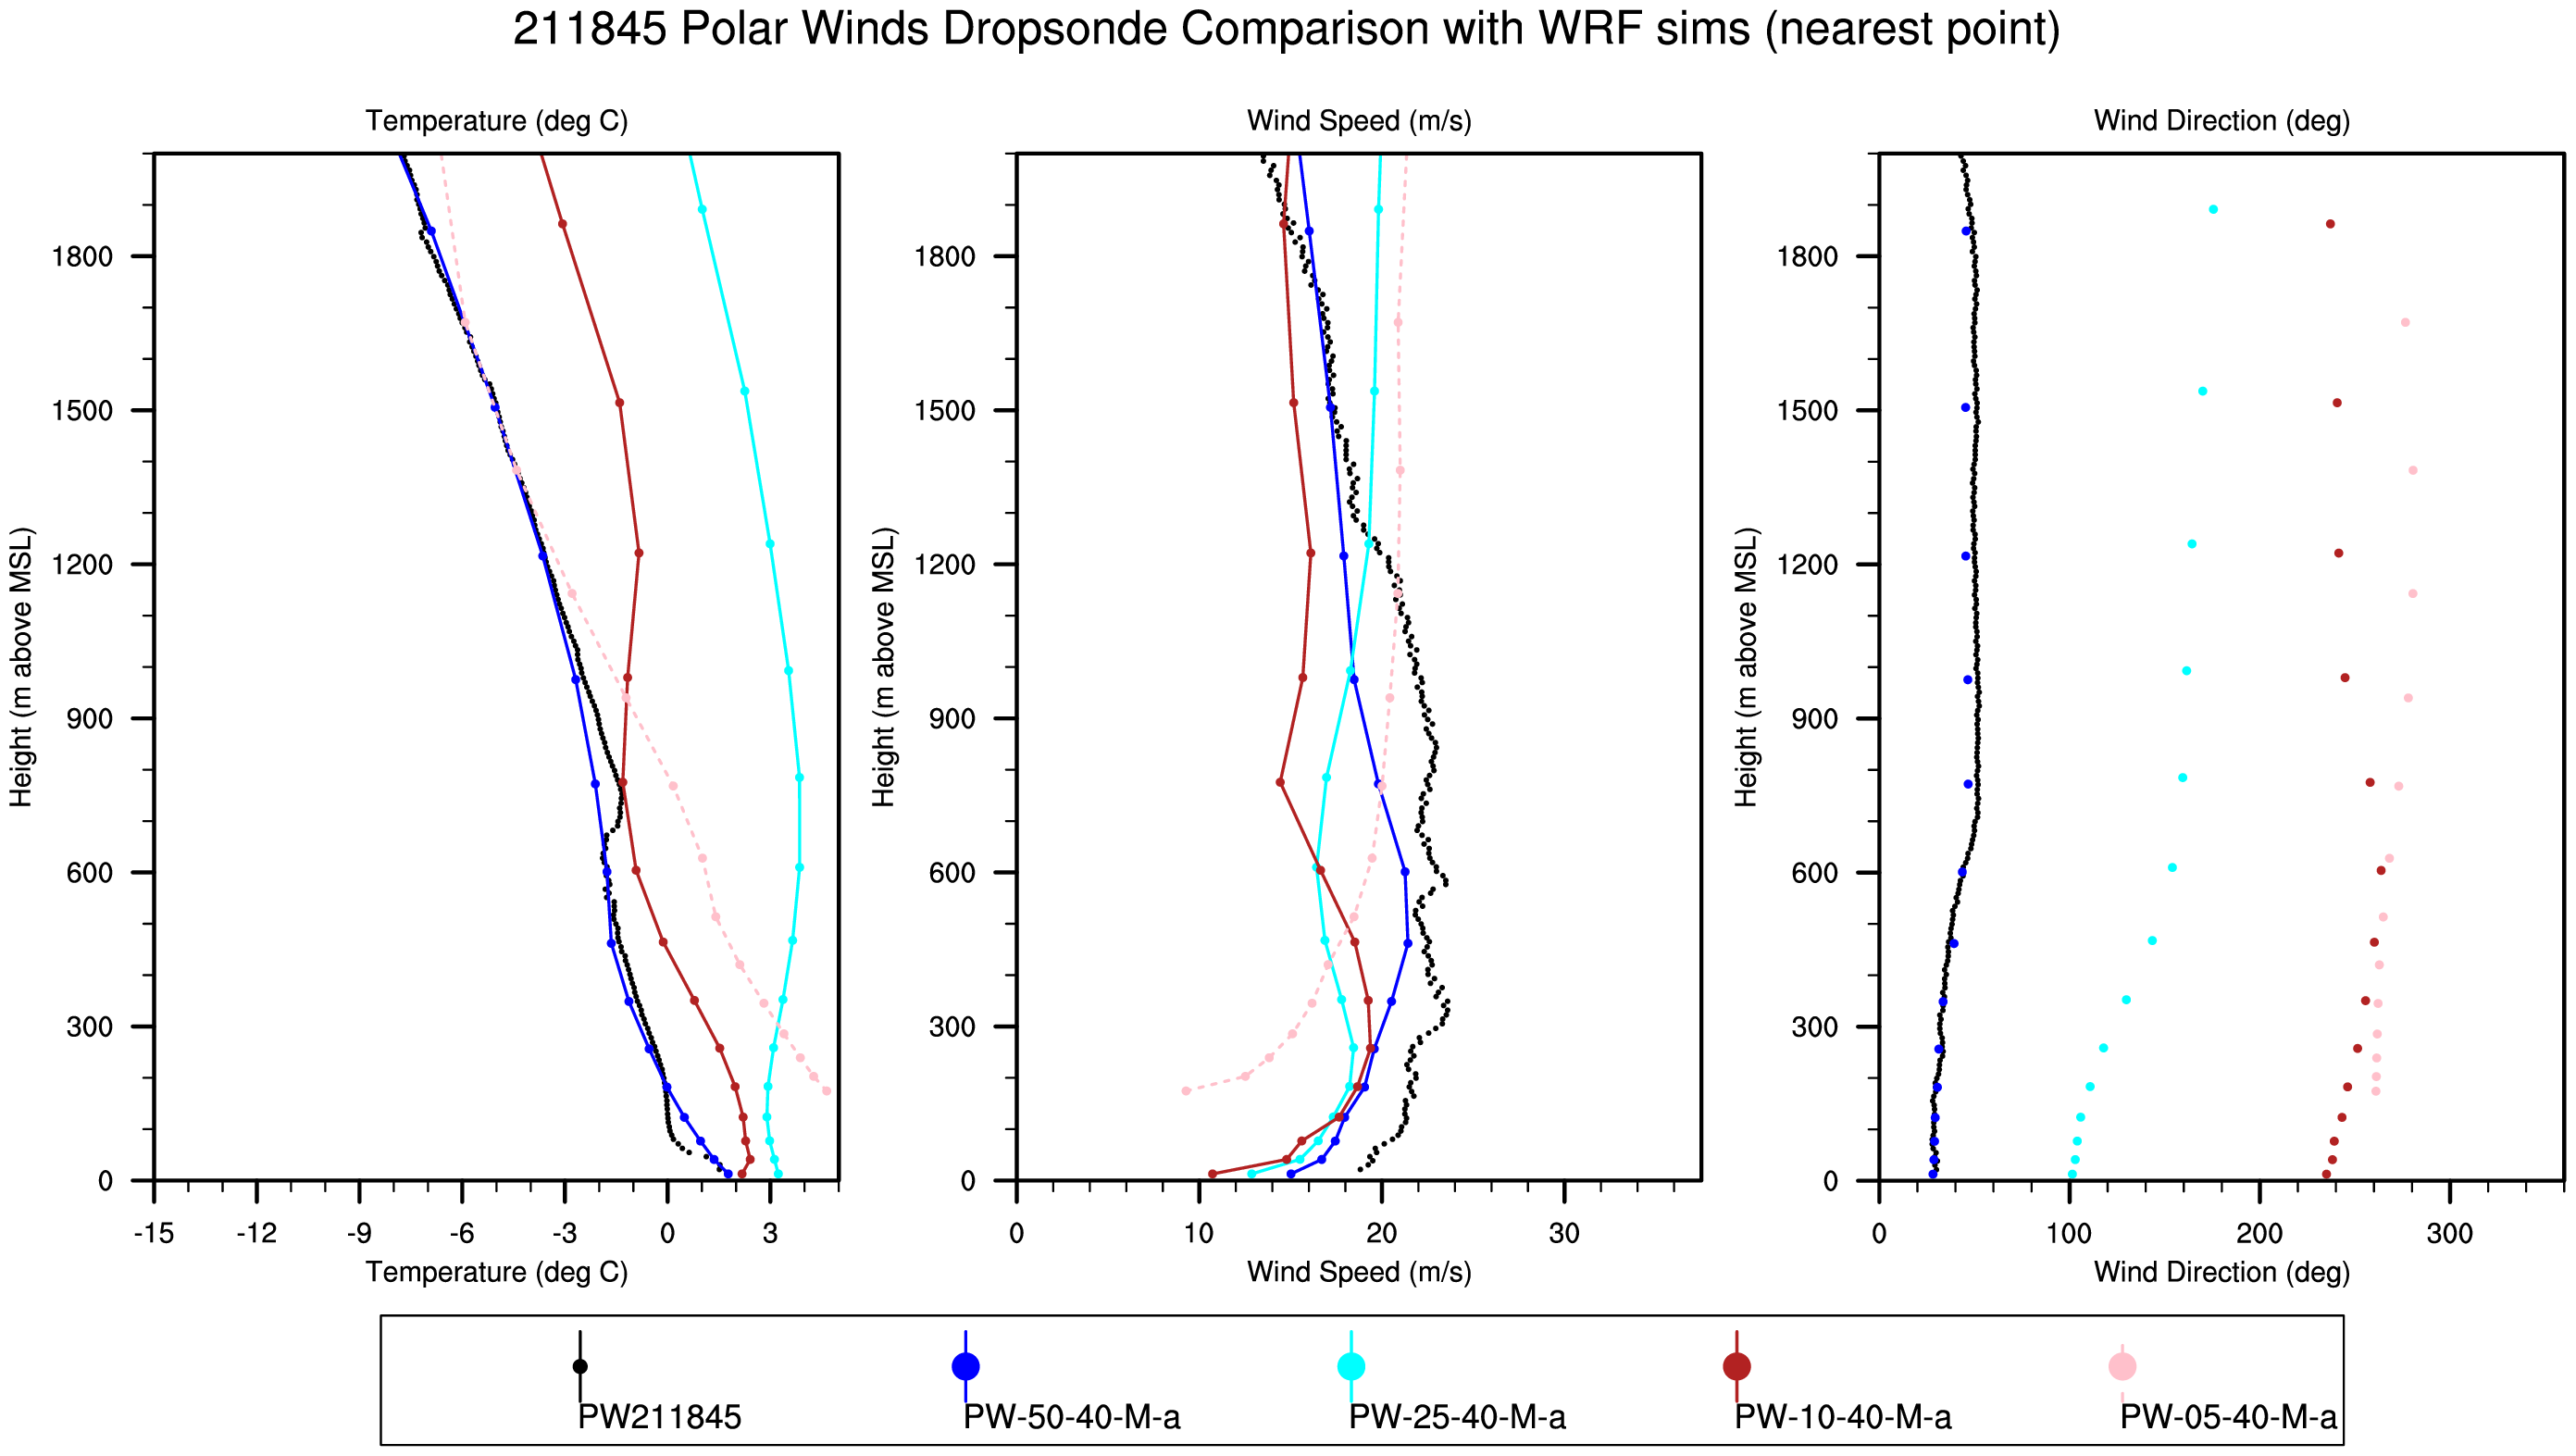 211845 Polar Winds Dropsonde Comparison with WRF sims (nearest point)
Temperature (deg C)
Wind Speed (m/s)
Wind Direction (deg)
Height (m above MSL)
1800
1500
1200
900
600
300
0
-15 -12 -9 -6 -3 0 3
Temperature (deg C)
Height (m above MSL)
1800
1500
1200
900
600
300
0
0 10 20 30
Wind Speed (m/s)
Height (m above MSL)
1800
1500
1200
900
600
300
0
0 100 200 300
Wind Direction (deg)
PW211845
PW-50-40-M-a
PW-25-40-M-a
PW-10-40-M-a
PW-05-40-M-a